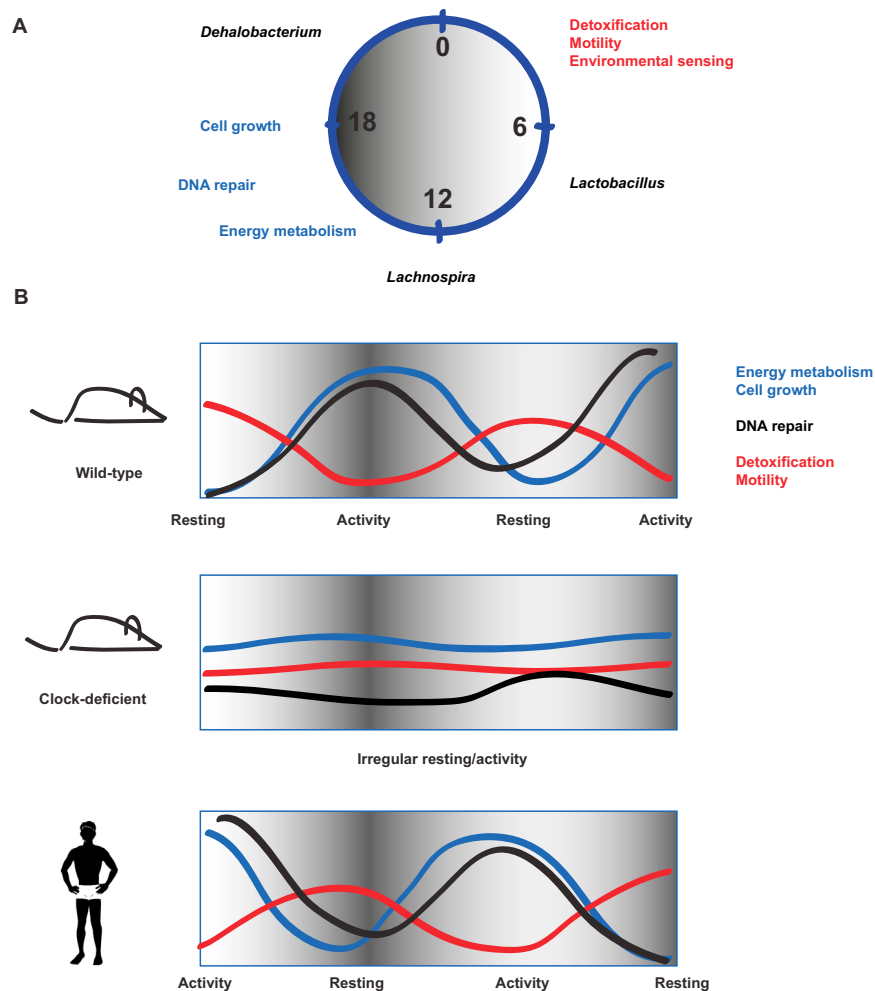 A
Dehalobacterium
Detoxification
Motility
Environmental sensing
0
Cell growth
18
6
DNA repair
Lactobacillus
12
Energy metabolism
Lachnospira
B
Energy metabolism
Cell growth
DNA repair
Detoxification
Motility
Wild-type
Resting
Activity
Resting
Activity
Clock-deficient
Irregular resting/activity
Activity
Resting
Activity
Resting